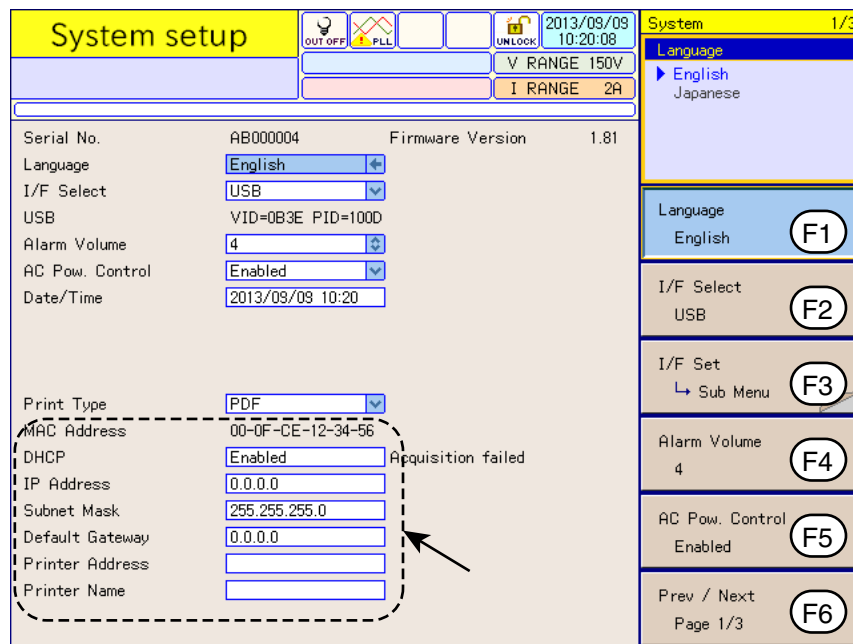 System setup
OUT OFF
PLL
UNLOCK
2013/09/09
10:20:08
V RANGE 150V
I RANGE 2A
Serial No. AB000004 Firmware Version 1.81
Language English
I/F Select USB
USB VID=0B3E PID=100D
Alarm Volume 4
AC Pow. Control Enabled
Date/Time 2013/09/09 10:20
Print Type PDF
MAC Address 00-0F-CE-12-34-56
DHCP Enabled Acquisition failed
IP Address 0.0.0.0
Subnet Mask 255.255.255.0
Default Gateway 0.0.0.0
Printer Address
Printer Name
System 1/3
Language
English
Japanese
Language
English F1
I/F Select
USB F2
I/F Set
Sub Menu F3
Alarm Volume
4 F4
AC Pow. Control
Enabled F5
Prev / Next
Page 1/3 F6